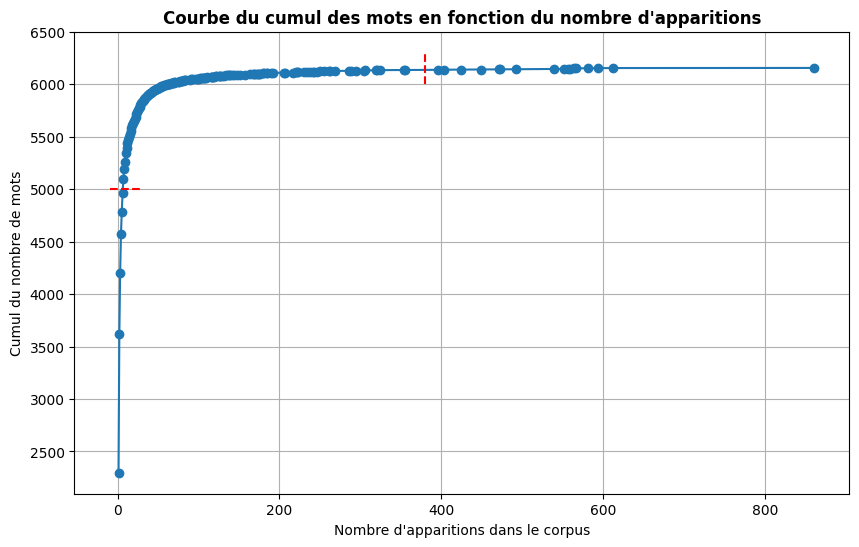 Courbe du cumul des mots en fonction du nombre d'apparitions
6500
6000
5500
5000
4500
4000
3500
3000
2500
Cumul du nombre de mots
0 200 400 600 800
Nombre d'apparitions dans le corpus